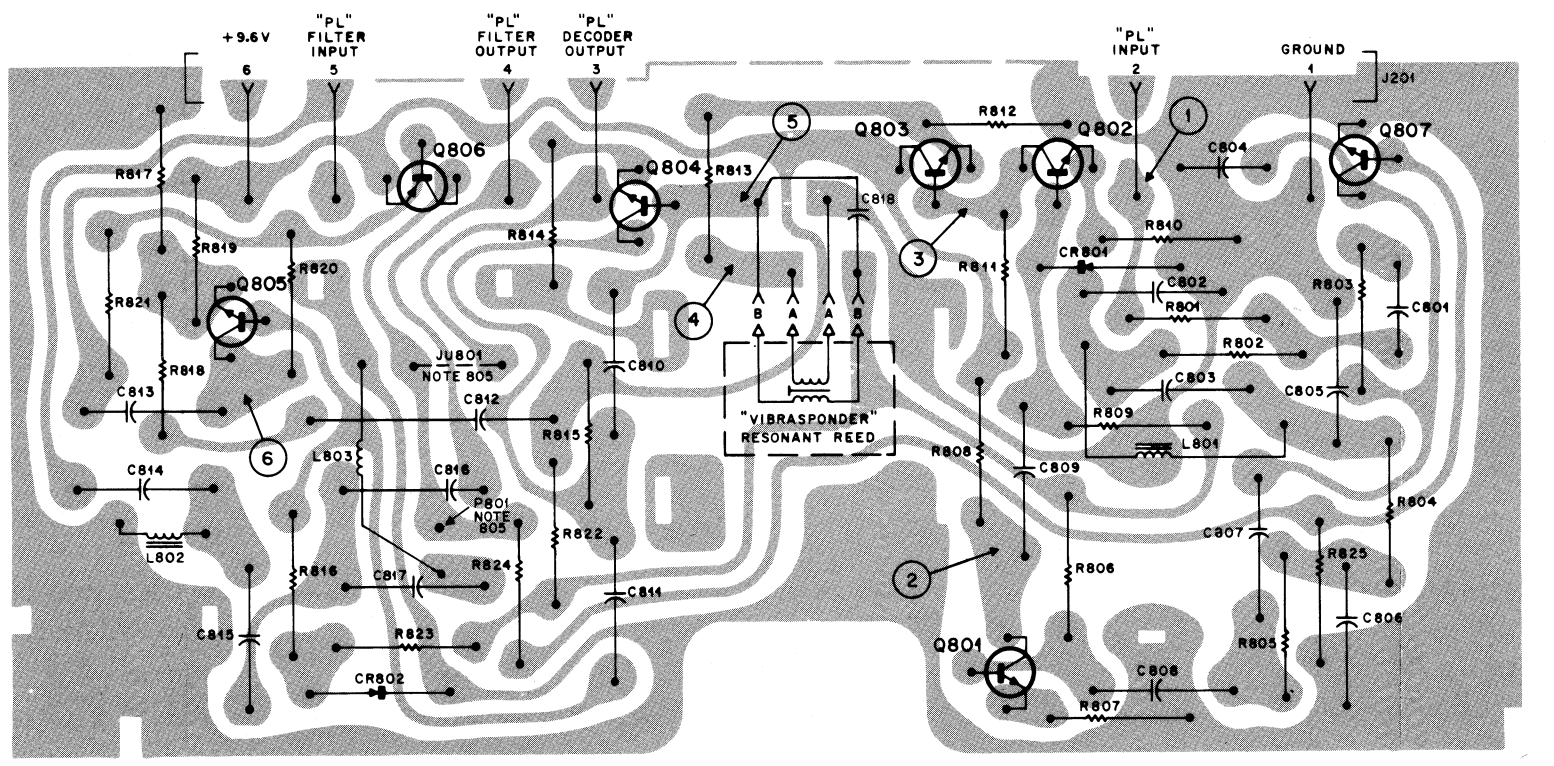 +9.6V
6
"PL"
FILTER
INPUT
5
"PL"
FILTER
OUTPUT
4
"PL"
DECODER
OUTPUT
3
"PL"
INPUT
2
GROUND
1
J201
R817
Q806
Q804
R813
5
Q803
R812
Q802
1
C804
Q807
R819
R814
C818
R810
R820
3
R811
CR801
C802
R803
R821
Q805
4
B
A
A
B
R801
C801
R818
JU801
NOTE 805
C810
R802
C813
C812
C803
C805
"VIBRASPONDER"
RESONANT REED
R815
R809
L801
6
L803
R808
C809
C814
C816
P801
NOTE
805
R804
R822
C807
L802
R824
R825
R816
C817
2
R806
C811
C806
C815
R823
Q801
R805
CR802
C808
R807